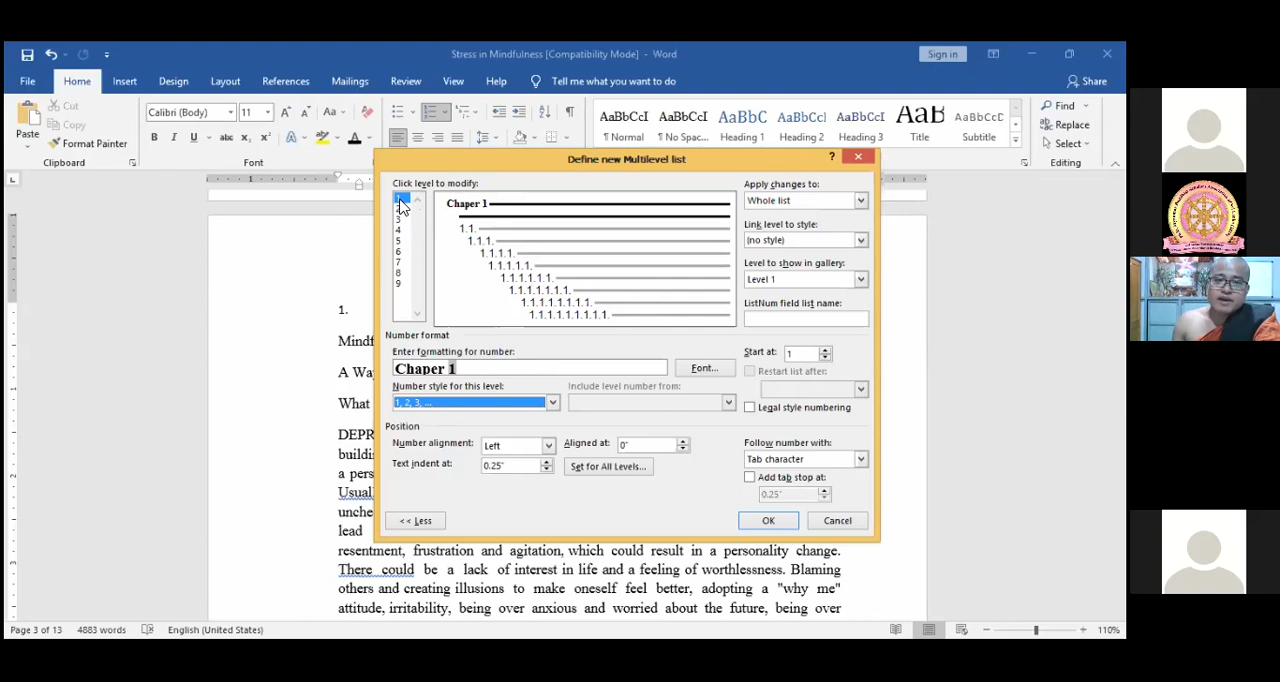 Stress in Mindfulness [Compatibility Mode] - Word
Sign in
File Home Insert Design Layout References Mailings Review View Help Tell me what you want to do Share
Paste
Cut
Copy
Format Painter
Clipboard
Calibri (Body) 11
Font
AaBbCcI AaBbCcI AaBbC AaBbCcI AaBbCcI AaB AaBbCcD
¶ Normal ¶ No Spac... Heading 1 Heading 2 Heading 3 Title Subtitle
Find
Replace
Select
Editing
Define new Multilevel list
Click level to modify:
1
2
3
4
5
6
7
8
9
Chaper 1
1.1.
1.1.1.
1.1.1.1.
1.1.1.1.1.
1.1.1.1.1.1.
1.1.1.1.1.1.1.
1.1.1.1.1.1.1.1.
1.1.1.1.1.1.1.1.1.
Apply changes to:
Whole list
Link level to style:
(no style)
Level to show in gallery:
Level 1
ListNum field list name:
Number format
Enter formatting for number:
Chaper 1
Font...
Number style for this level:
1, 2, 3, ...
Include level number from:
Start at: 1
Restart list after:
Legal style numbering
Position
Number alignment: Left Aligned at: 0"
Text indent at: 0.25" Set for All Levels...
Follow number with:
Tab character
Add tab stop at:
0.25"
<< Less OK Cancel
1.
Mindf
A Wa
What
DEPR
building
a pers
Usuall
unche
lead
resentment, frustration and agitation, which could result in a personality change.
There could be a lack of interest in life and a feeling of worthlessness. Blaming
others and creating illusions to make oneself feel better, adopting a "why me"
attitude, irritability, being over anxious and worried about the future, being over
Page 3 of 13 4883 words English (United States) 110%